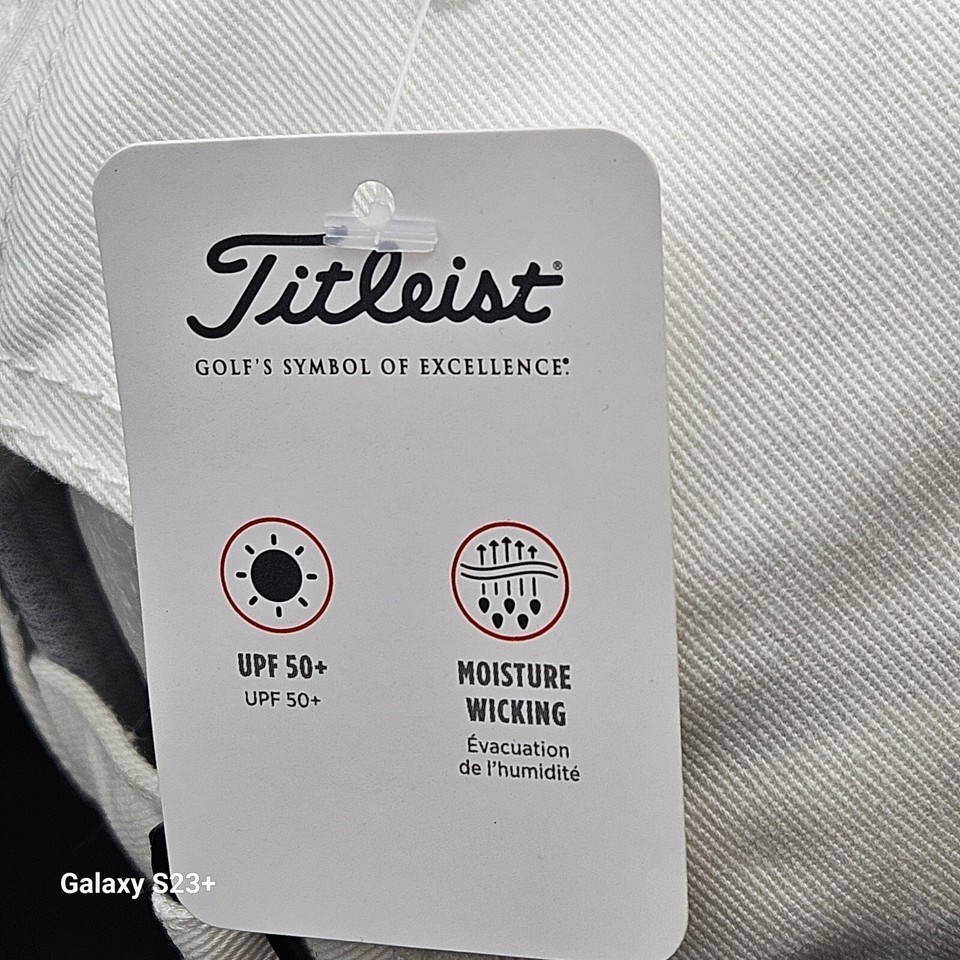 Titleist®
GOLF'S SYMBOL OF EXCELLENCE®.
UPF 50+
UPF 50+
MOISTURE
WICKING
Évacuation
de l'humidité
Galaxy S23+